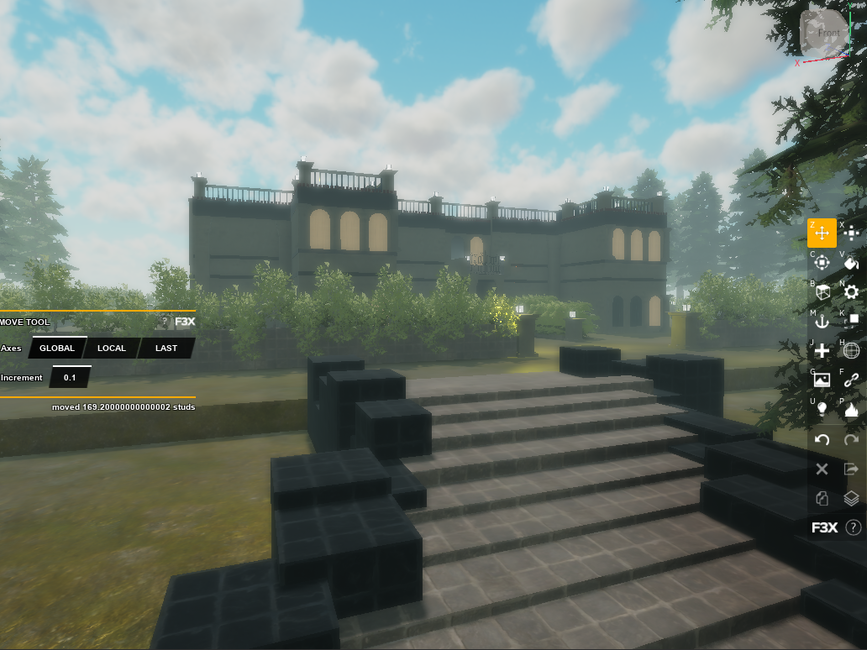 Front
X
MOVE TOOL
? F3X
Axes
GLOBAL
LOCAL
LAST
Increment
0.1
moved 169.20000000000002 studs
Z
X
C
V
B
N
M
K
J
H
G
F
U
P
F3X ?